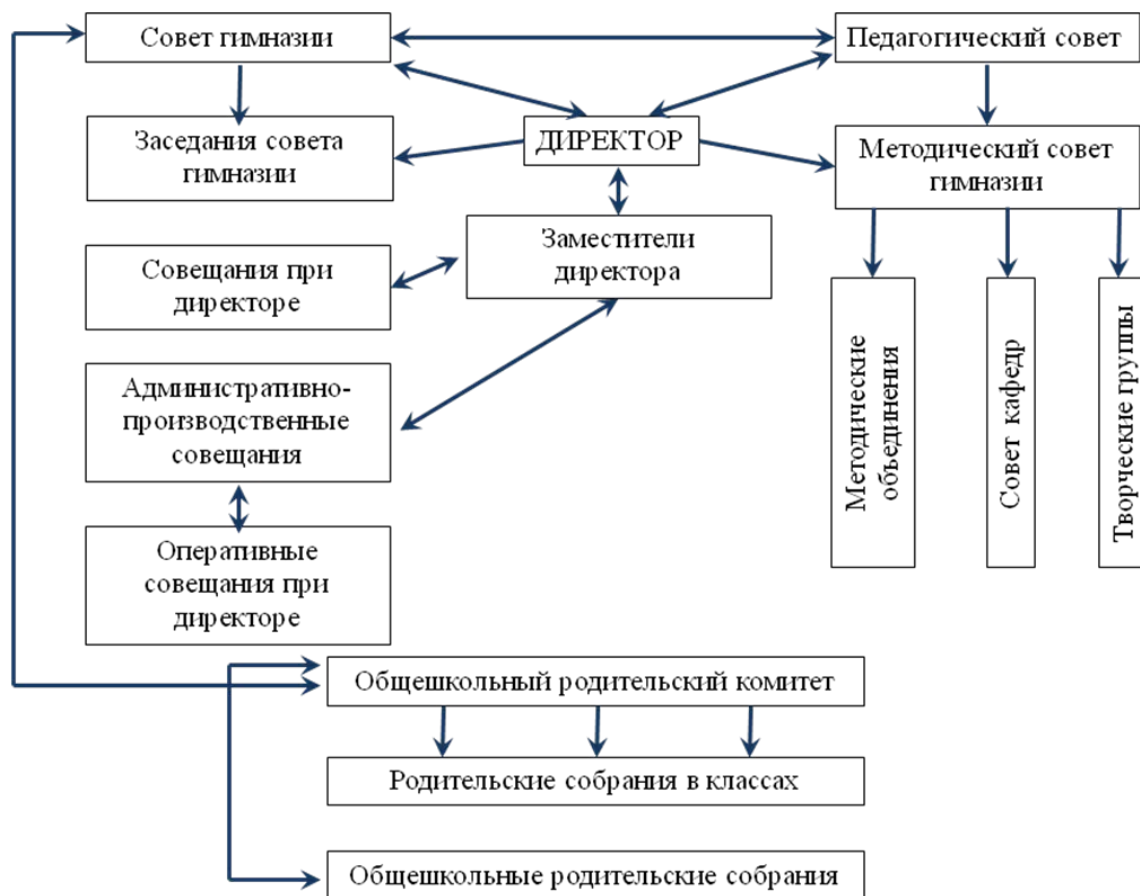 Совет гимназии
Педагогический совет
Заседания совета
гимназии
ДИРЕКТОР
Методический совет
гимназии
Заместители
директора
Совещания при
директоре
Административно-
производственные
совещания
Оперативные
совещания при
директоре
Методические
объединения
Совет кафедр
Творческие группы
Общешкольный родительский комитет
Родительские собрания в классах
Общешкольные родительские собрания